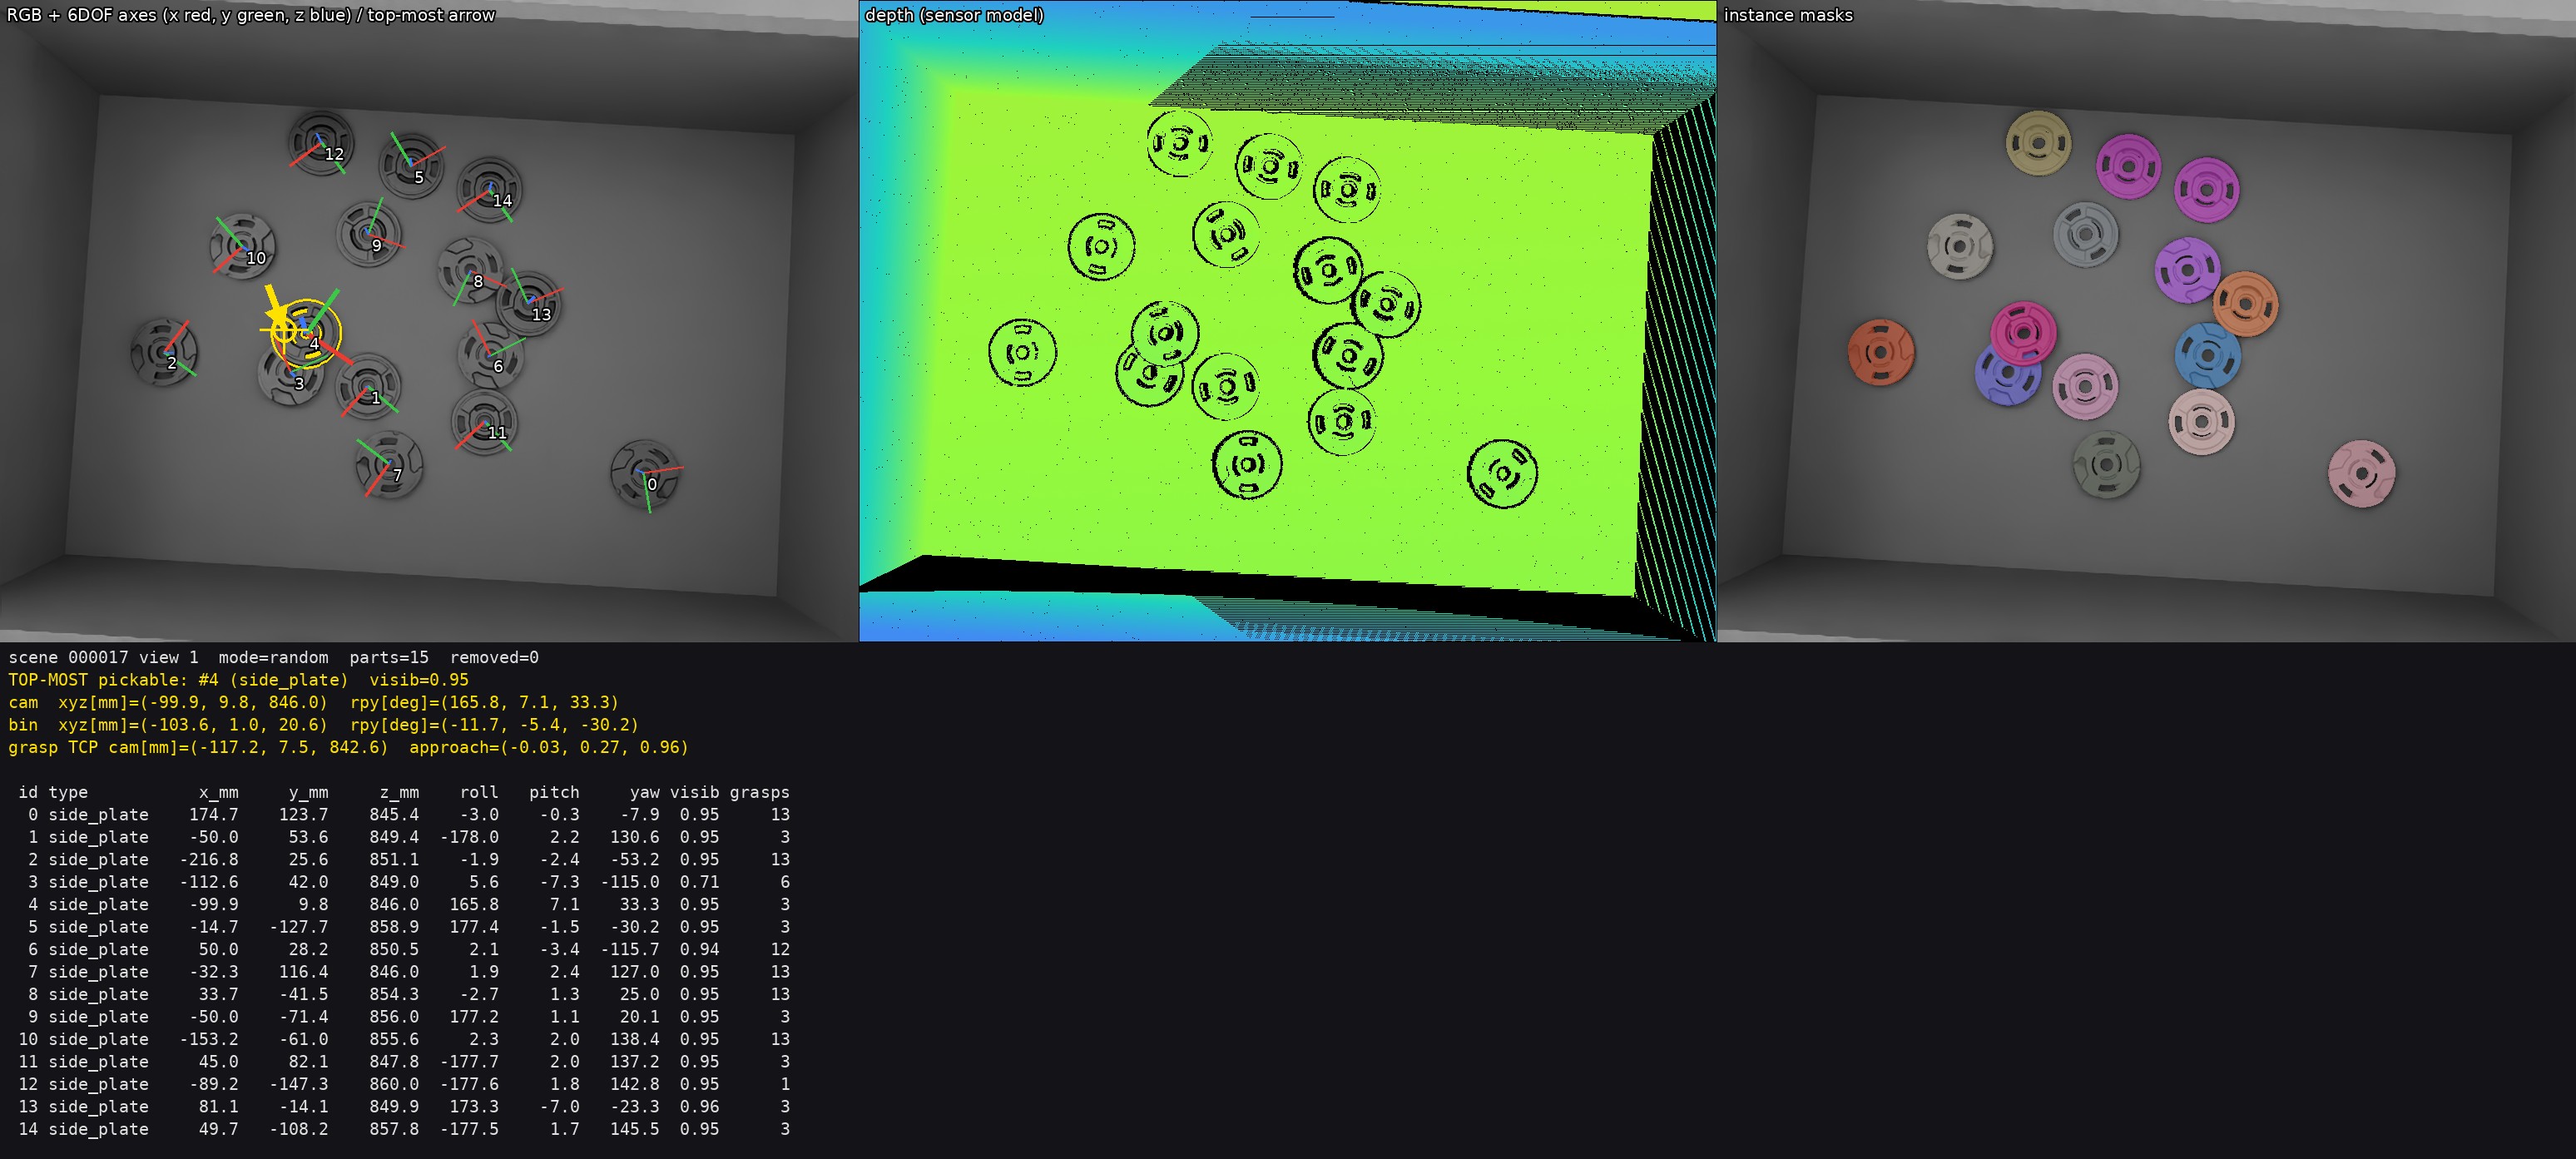 RGB + 6DOF axes (x red, y green, z blue) / top-most arrow
depth (sensor model)
instance masks
12
5
14
9
10
8
13
4
2
6
3
1
11
7
0
scene 000017 view 1 mode=random parts=15 removed=0
TOP-MOST pickable: #4 (side_plate) visib=0.95
cam xyz[mm]=(-99.9, 9.8, 846.0) rpy[deg]=(165.8, 7.1, 33.3)
bin xyz[mm]=(-103.6, 1.0, 20.6) rpy[deg]=(-11.7, -5.4, -30.2)
grasp TCP cam[mm]=(-117.2, 7.5, 842.6) approach=(-0.03, 0.27, 0.96)
id type x_mm y_mm z_mm roll pitch yaw visib grasps
0 side_plate 174.7 123.7 845.4 -3.0 -0.3 -7.9 0.95 13
1 side_plate -50.0 53.6 849.4 -178.0 2.2 130.6 0.95 3
2 side_plate -216.8 25.6 851.1 -1.9 -2.4 -53.2 0.95 13
3 side_plate -112.6 42.0 849.0 5.6 -7.3 -115.0 0.71 6
4 side_plate -99.9 9.8 846.0 165.8 7.1 33.3 0.95 3
5 side_plate -14.7 -127.7 858.9 177.4 -1.5 -30.2 0.95 3
6 side_plate 50.0 28.2 850.5 2.1 -3.4 -115.7 0.94 12
7 side_plate -32.3 116.4 846.0 1.9 2.4 127.0 0.95 13
8 side_plate 33.7 -41.5 854.3 -2.7 1.3 25.0 0.95 13
9 side_plate -50.0 -71.4 856.0 177.2 1.1 20.1 0.95 3
10 side_plate -153.2 -61.0 855.6 2.3 2.0 138.4 0.95 13
11 side_plate 45.0 82.1 847.8 -177.7 2.0 137.2 0.95 3
12 side_plate -89.2 -147.3 860.0 -177.6 1.8 142.8 0.95 1
13 side_plate 81.1 -14.1 849.9 173.3 -7.0 -23.3 0.96 3
14 side_plate 49.7 -108.2 857.8 -177.5 1.7 145.5 0.95 3